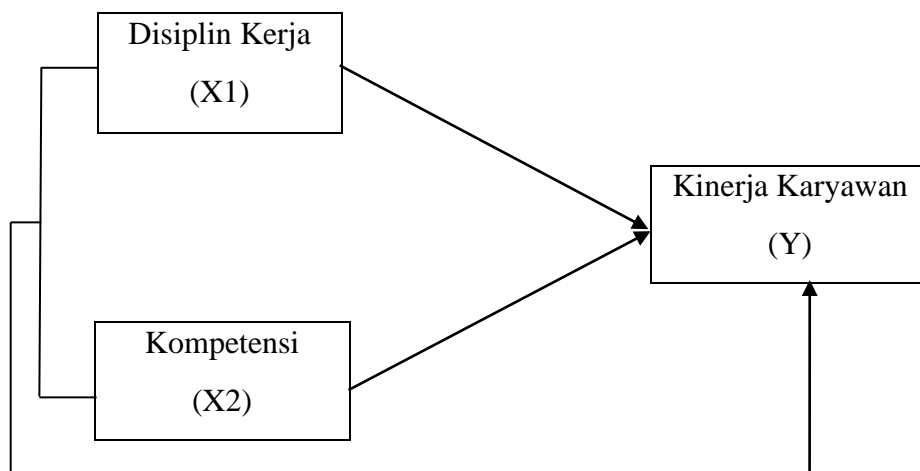 Disiplin Kerja
(X1)
Kinerja Karyawan
(Y)
Kompetensi
(X2)